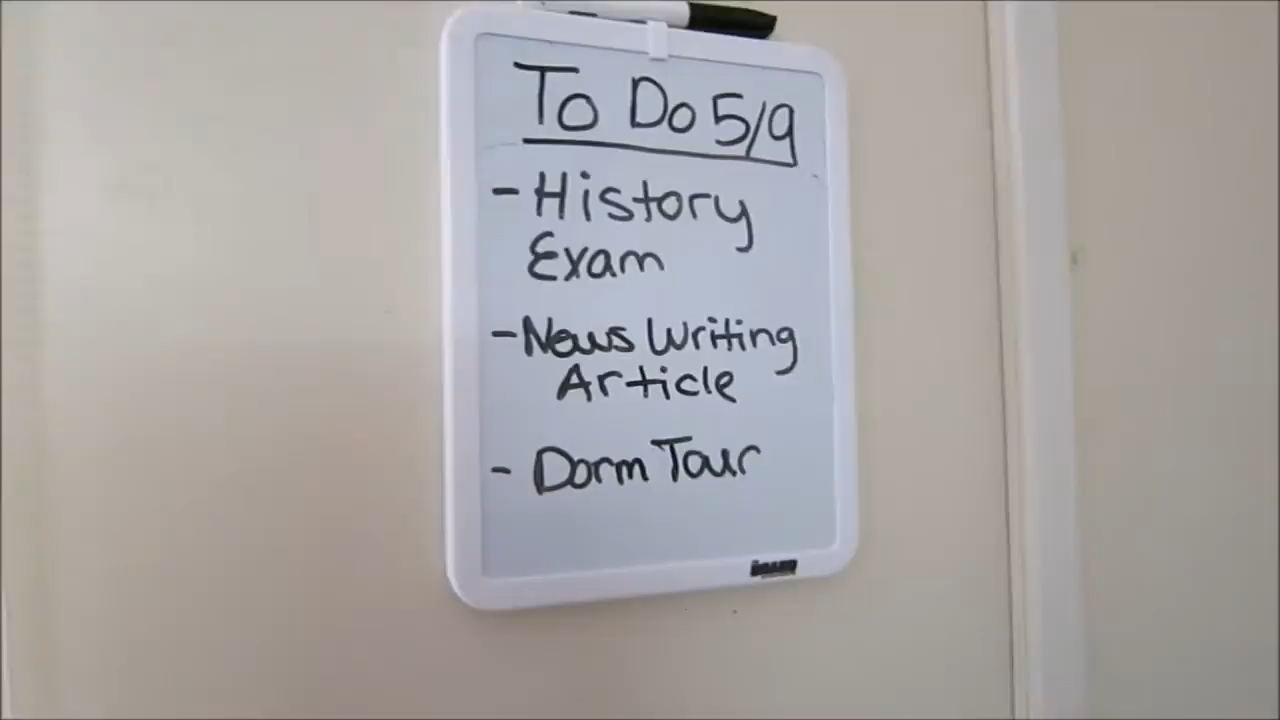 To Do 5/9
- History
Exam
- News Writing
Article
- Dorm Tour